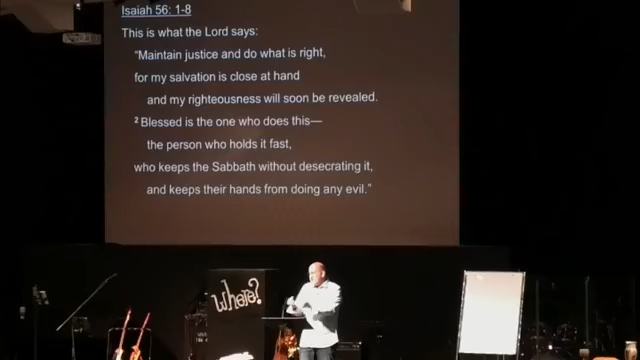 Isaiah 56: 1-8
This is what the Lord says:
“Maintain justice and do what is right,
for my salvation is close at hand
and my righteousness will soon be revealed.
² Blessed is the one who does this—
the person who holds it fast,
who keeps the Sabbath without desecrating it,
and keeps their hands from doing any evil.”
where?